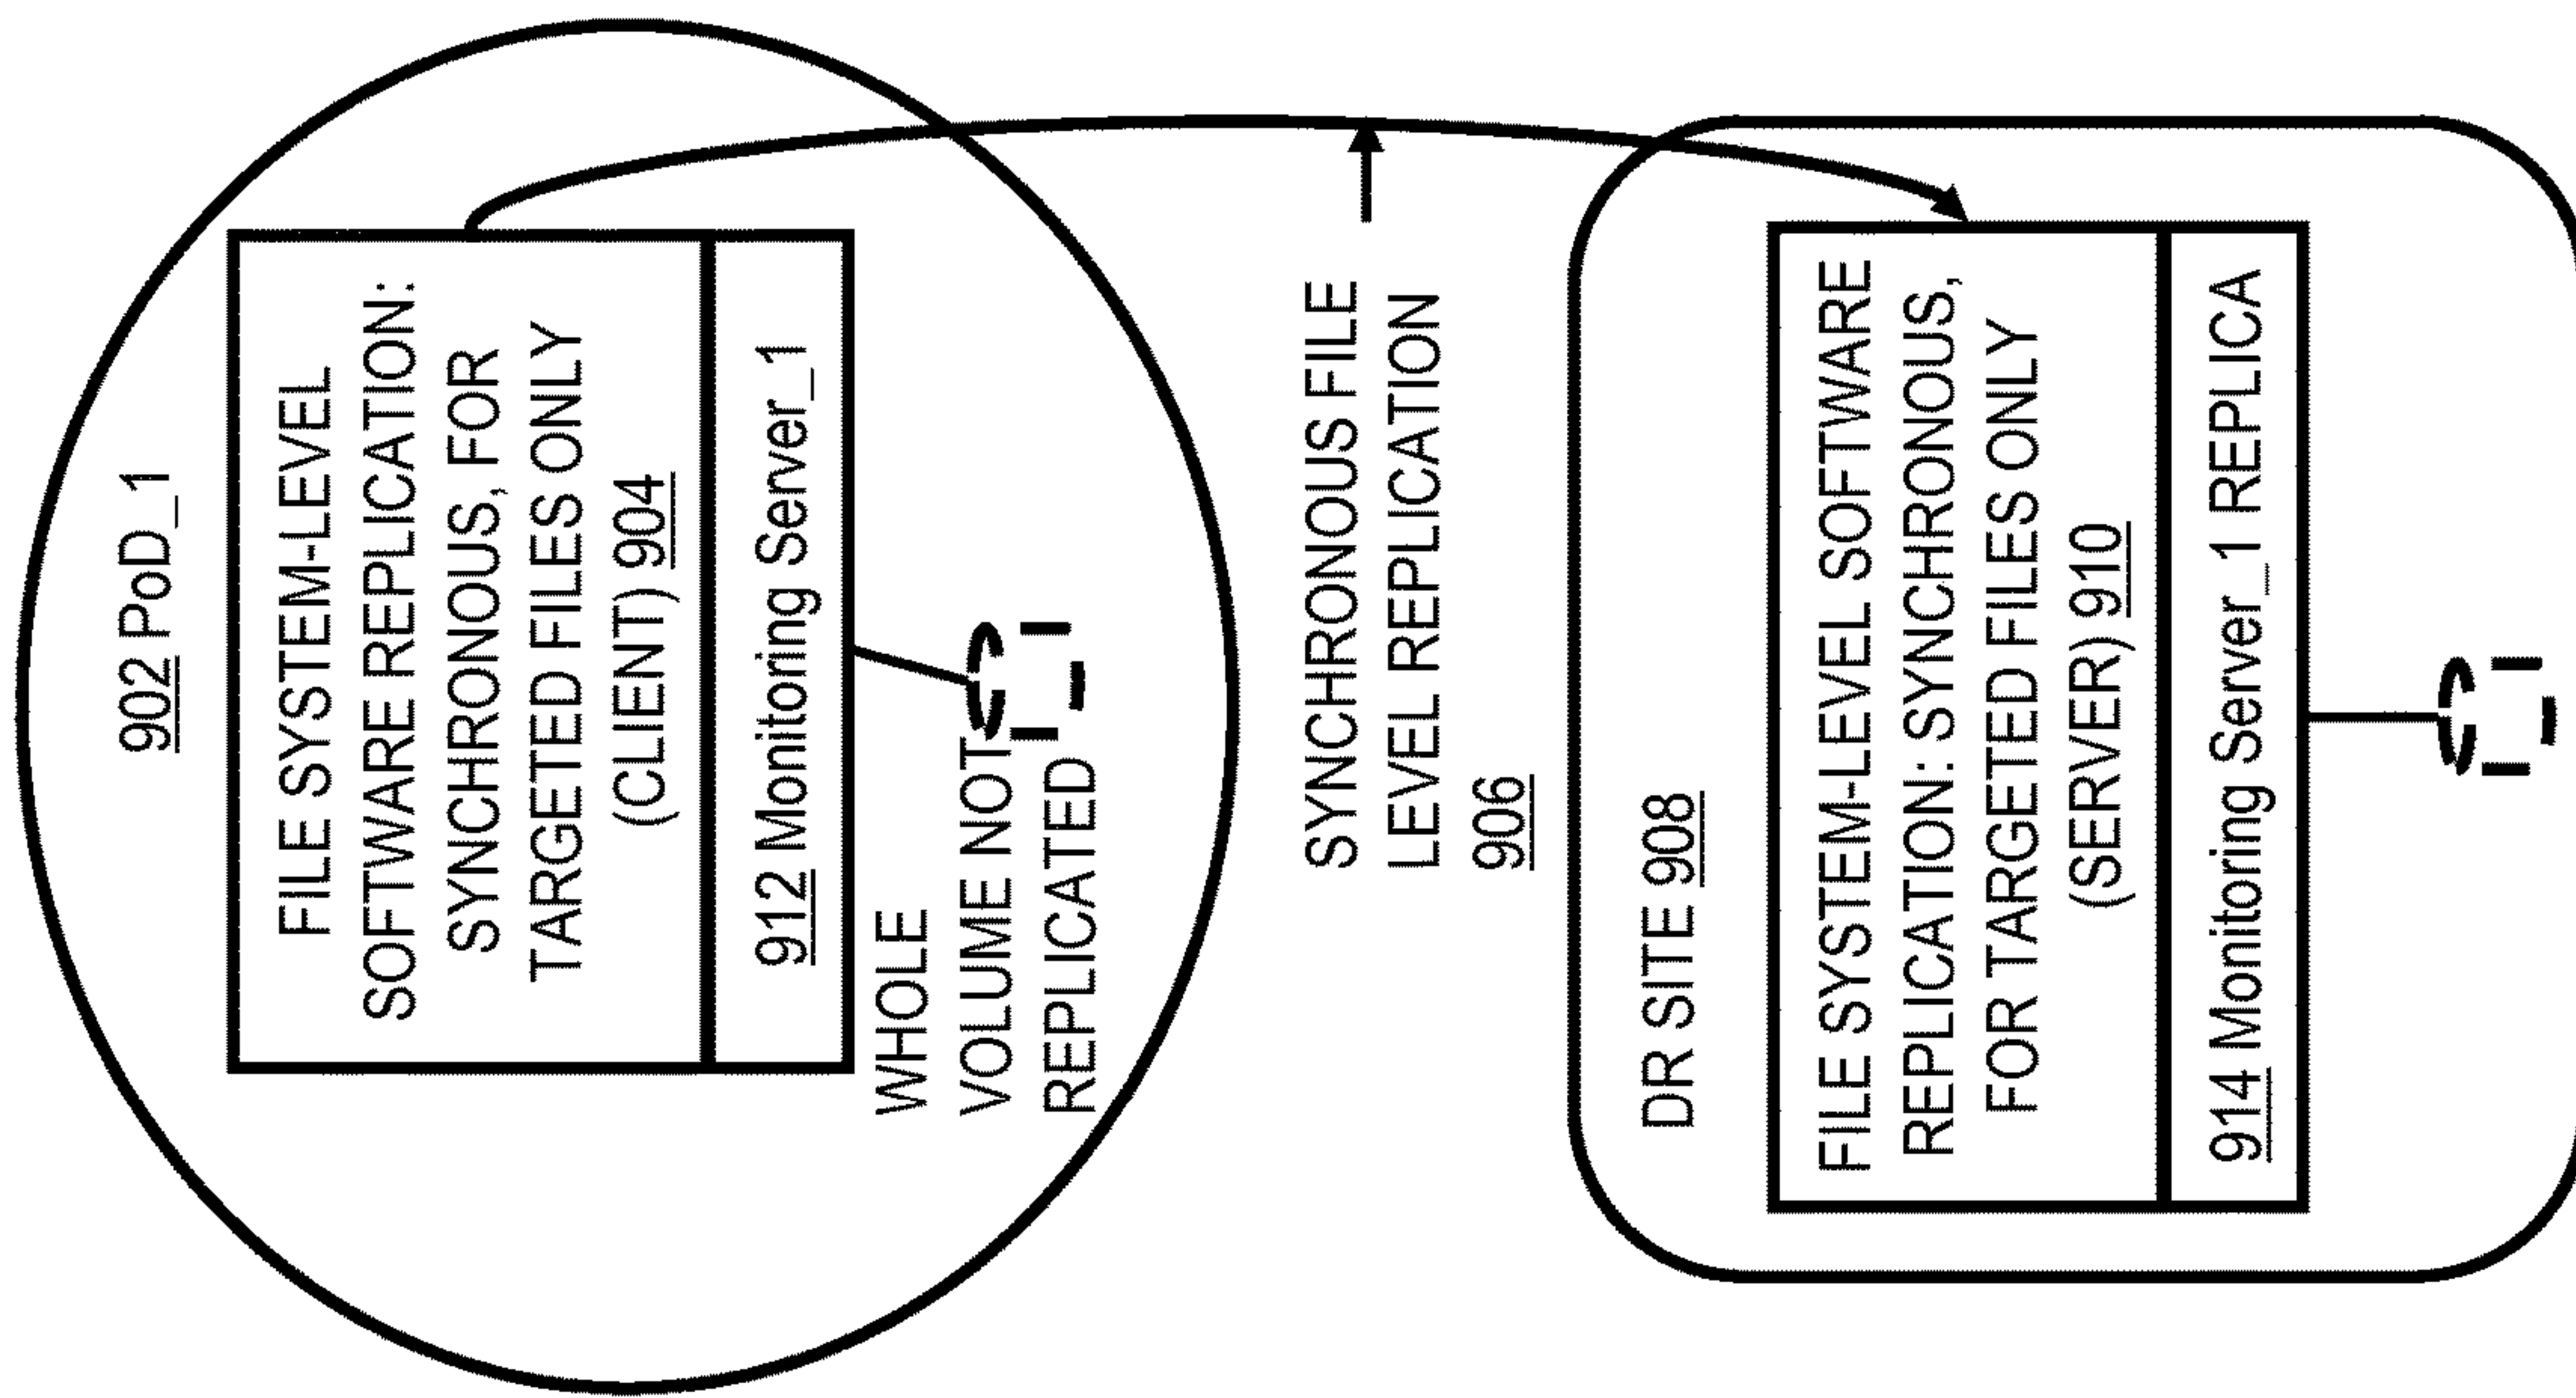 902 PoD_1
FILE SYSTEM-LEVEL
SOFTWARE REPLICATION:
SYNCHRONOUS, FOR
TARGETED FILES ONLY
(CLIENT) 904
912 Monitoring Server_1
WHOLE
VOLUME NOT
REPLICATED
SYNCHRONOUS FILE
LEVEL REPLICATION
906
DR SITE 908
FILE SYSTEM-LEVEL SOFTWARE
REPLICATION: SYNCHRONOUS,
FOR TARGETED FILES ONLY
(SERVER) 910
914 Monitoring Server_1 REPLICA